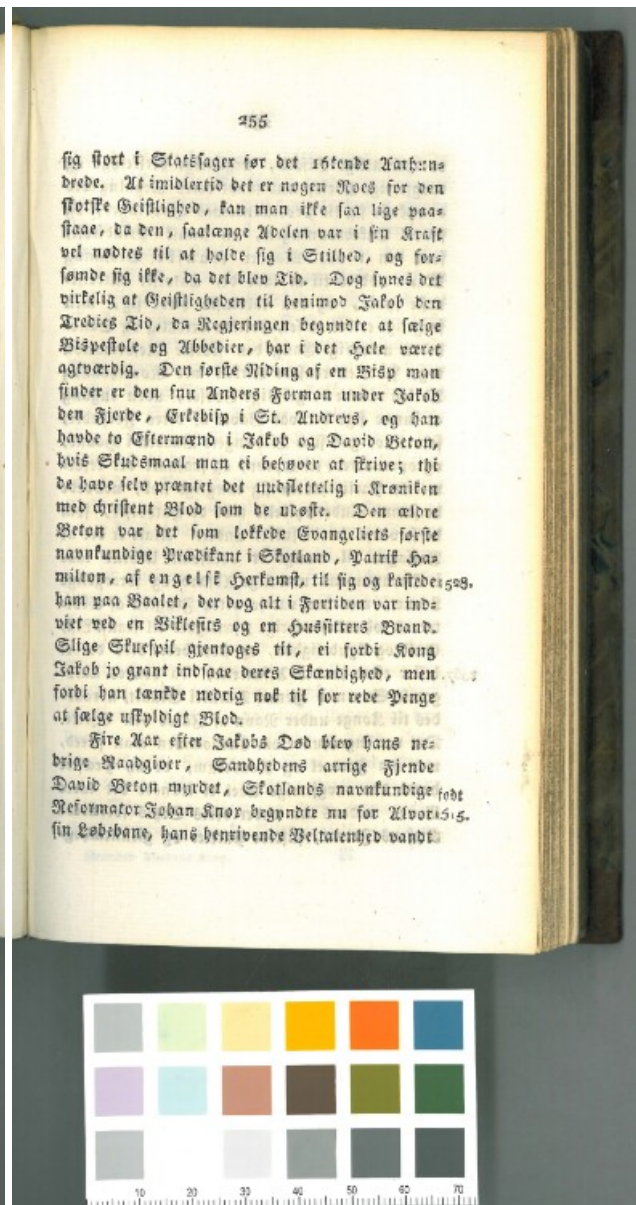 255
sig stort i Statssager før det 16tende Aarhun=
drede. At imidlertid det er nogen Roes for den
skotske Geistlighed, kan man ikke saa lige paa=
staae, da den, saalænge Adelen var i sin Kraft
vel nødtes til at holde sig i Stilhed, og for=
sømde sig ikke, da det blev Tid. Dog synes det
virkelig at Geistligheden til henimod Jakob den
Tredies Tid, da Regjeringen begyndte at sælge
Bispestole og Abbedier, har i det Hele været
agtværdig. Den første Niding af en Bisp man
finder er den snu Anders Forman under Jakob
den Fjerde, Erkebisp i St. Andrevs, og han
havde to Eftermænd i Jakob og David Beton,
hvis Skudsmaal man ei behøver at skrive; thi
de have selv præntet det uudslettelig i Krøniken
med christent Blod som de udøste. Den ældre
Beton var det som lokkede Evangeliets første
navnkundige Prædikant i Skotland, Patrik Ha=
milton, af engelsk Herkomst, til sig og kastede 1528.
ham paa Baalet, der dog alt i Fortiden var ind=
viet ved en Viklefits og en Hussitters Brand.
Slige Skuespil gjentoges tit, ei fordi Kong
Jakob jo grant indsaae deres Skændighed, men
fordi han tænkde nedrig nok til for rede Penge
at sælge uskyldigt Blod.
Fire Aar efter Jakobs Død blev hans ne=
drige Raadgiver, Sandhedens arrige Fjende
David Beton myrdet, Skotlands navnkundige født
Reformator Johan Knox begyndte nu for Alvor 1515.
sin Løbebane, hans henrivende Veltalenhed vandt
10 20 30 40 50 60 70